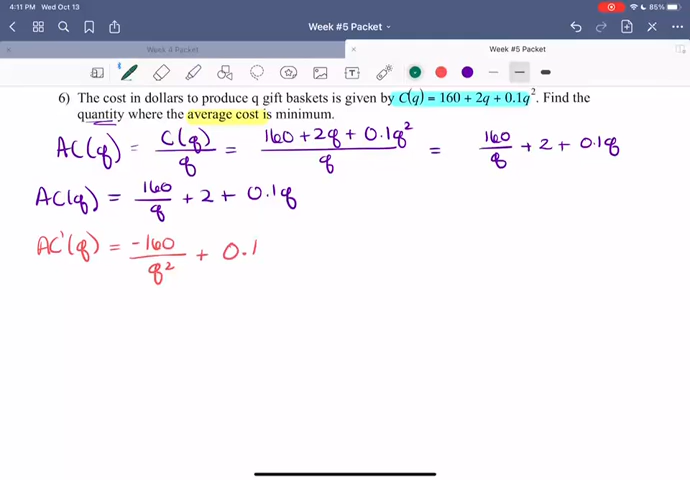 4:11 PM Wed Oct 13
85%
Week #5 Packet
Week 4 Packet
Week #5 Packet
6) The cost in dollars to produce q gift baskets is given by C(q) = 160 + 2q + 0.1q². Find the
quantity where the average cost is minimum.
AC(q) = C(q)/q = (160 + 2q + 0.1q²)/q = 160/q + 2 + 0.1q
AC(q) = 160/q + 2 + 0.1q
AC'(q) = -160/q² + 0.1